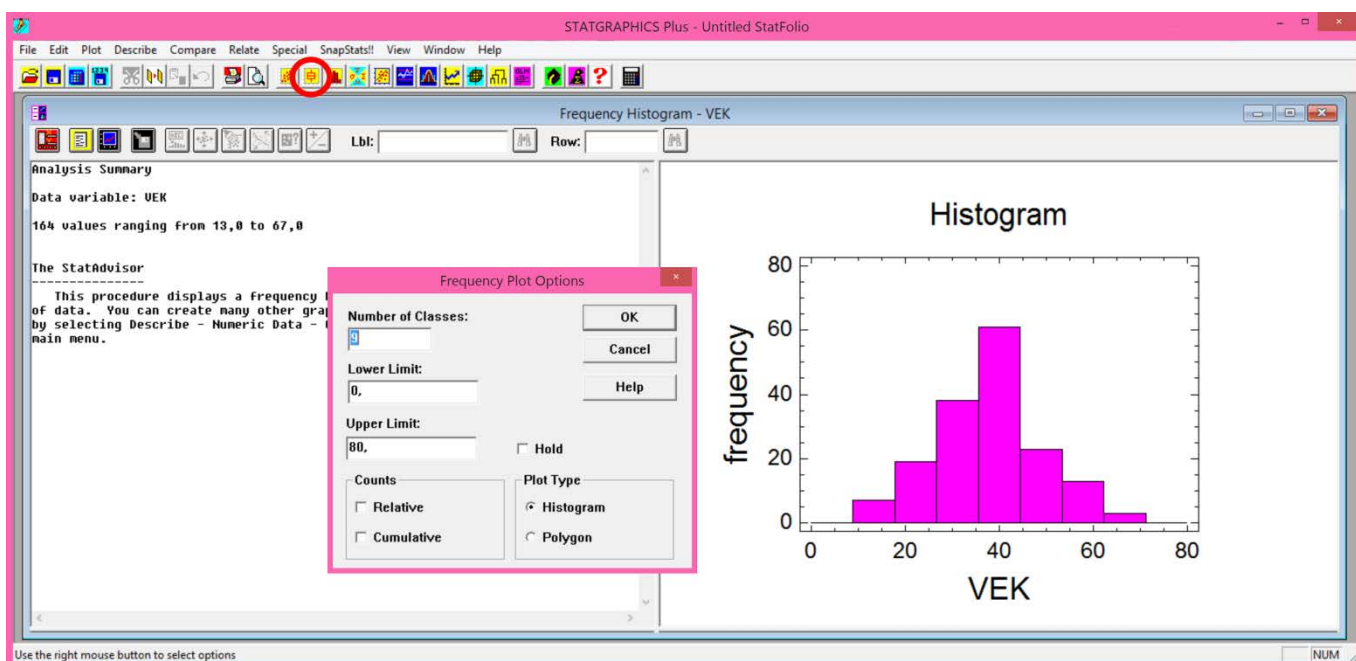 STATGRAPHICS Plus - Untitled StatFolio
File Edit Plot Describe Compare Relate Special SnapStats!! View Window Help
Frequency Histogram - VEK
Lbl:
Row:
Analysis Summary
Data variable: VEK
164 values ranging from 13,0 to 67,0
The StatAdvisor
---------------
This procedure displays a frequency
of data. You can create many other
by selecting Describe - Numeric Data -
main menu.
Frequency Plot Options
Number of Classes:
9
Lower Limit:
0,
Upper Limit:
80,
Hold
Counts
Relative
Cumulative
Plot Type
Histogram
Polygon
OK
Cancel
Help
Histogram
frequency
80
60
40
20
0
0 20 40 60 80
VEK
Use the right mouse button to select options
NUM